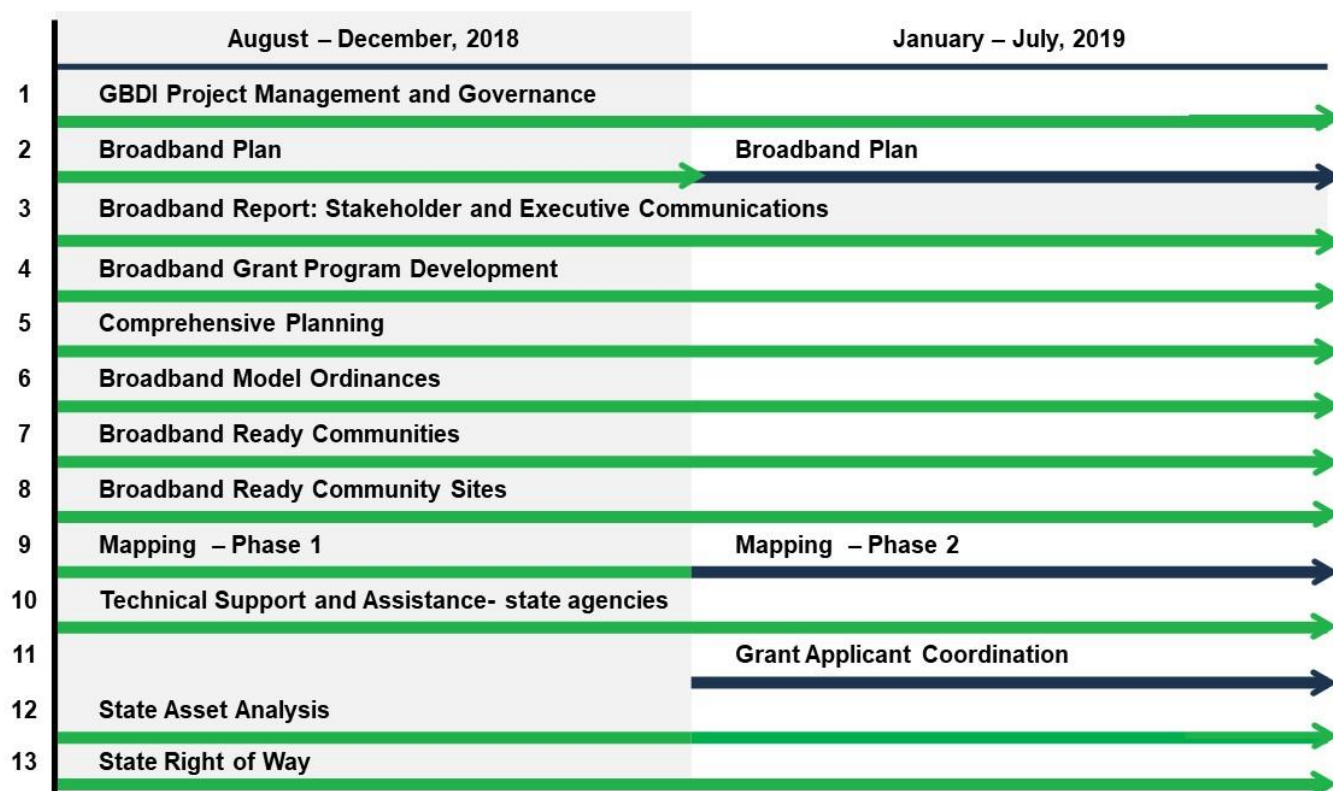 August – December, 2018 January – July, 2019
1 GBDI Project Management and Governance
2 Broadband Plan Broadband Plan
3 Broadband Report: Stakeholder and Executive Communications
4 Broadband Grant Program Development
5 Comprehensive Planning
6 Broadband Model Ordinances
7 Broadband Ready Communities
8 Broadband Ready Community Sites
9 Mapping – Phase 1 Mapping – Phase 2
10 Technical Support and Assistance- state agencies
11 Grant Applicant Coordination
12 State Asset Analysis
13 State Right of Way